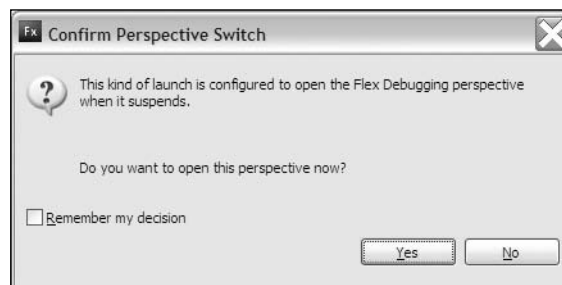 Fx Confirm Perspective Switch
This kind of launch is configured to open the Flex Debugging perspective
when it suspends.
Do you want to open this perspective now?
Remember my decision
Yes No